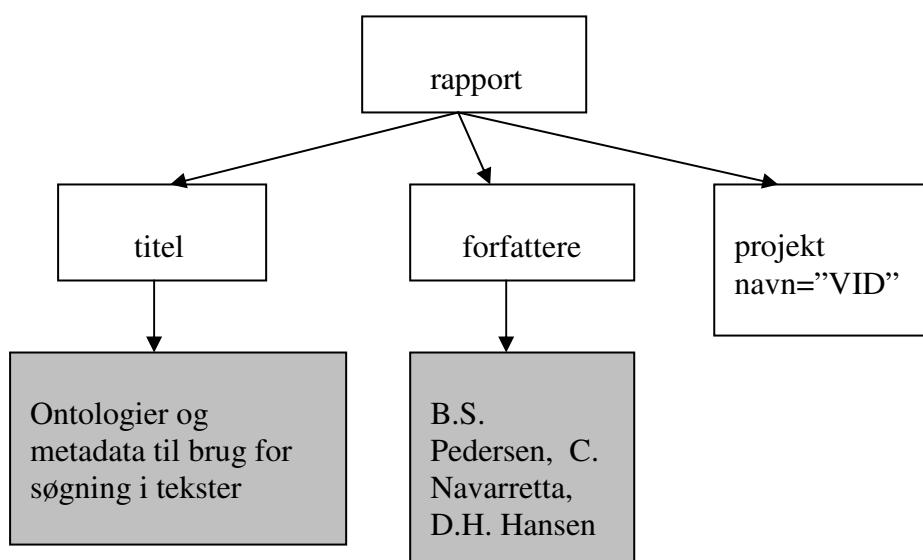 rapport
titel
forfattere
projekt
navn=”VID”
Ontologier og
metadata til brug for
søgning i tekster
B.S.
Pedersen, C.
Navarretta,
D.H. Hansen